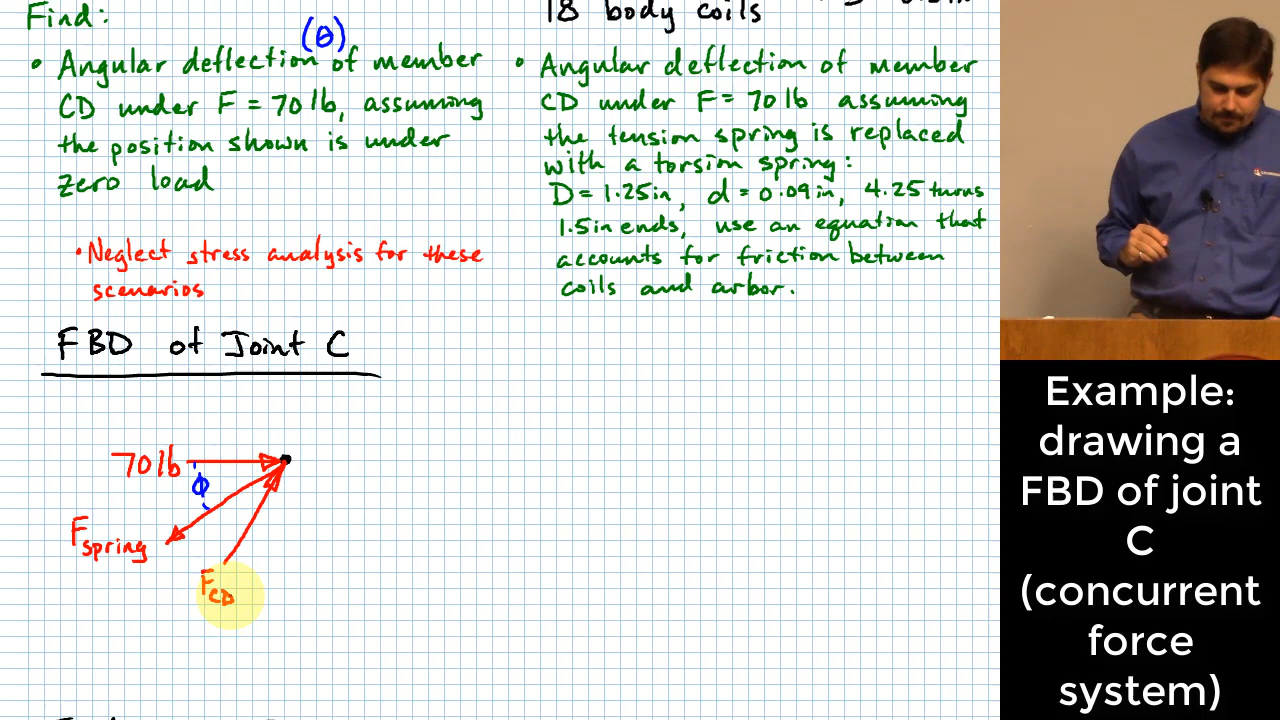 Find:
(θ)
• Angular deflection of member
CD under F = 70 lb, assuming
the position shown is under
zero load
• Neglect stress analysis for these
scenarios
18 body coils
• Angular deflection of member
CD under F = 70 lb assuming
the tension spring is replaced
with a torsion spring:
D = 1.25 in, d = 0.09 in, 4.25 turns
1.5 in ends, use an equation that
accounts for friction between
coils and arbor.
FBD of Joint C
70 lb
ϕ
Fspring
FCD
Example:
drawing a
FBD of joint
C
(concurrent
force
system)